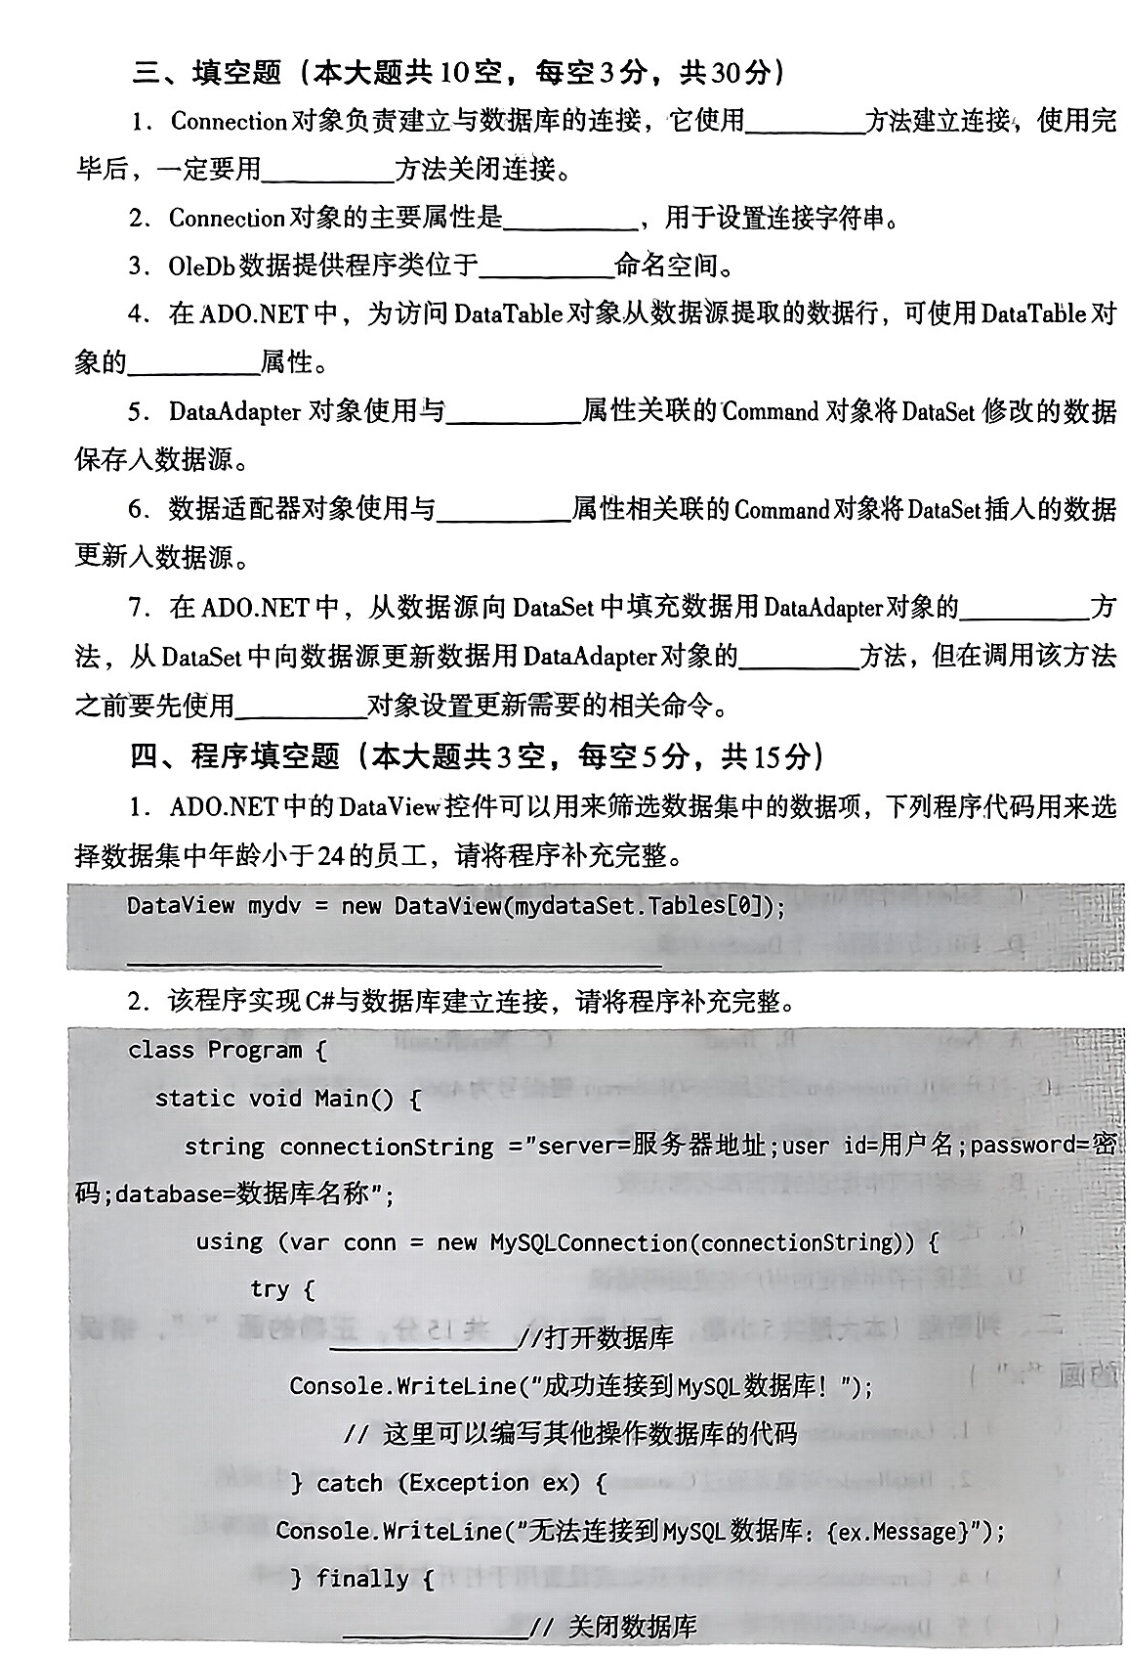 三、填空题（本大题共10空，每空3分，共30分）
1．Connection对象负责建立与数据库的连接，它使用________方法建立连接，使用完
毕后，一定要用________方法关闭连接。
2．Connection对象的主要属性是________，用于设置连接字符串。
3．OleDb数据提供程序类位于________命名空间。
4．在ADO.NET中，为访问DataTable对象从数据源提取的数据行，可使用DataTable对
象的________属性。
5．DataAdapter 对象使用与________属性关联的Command对象将DataSet修改的数据
保存入数据源。
6．数据适配器对象使用与________属性相关联的Command对象将DataSet插入的数据
更新入数据源。
7．在ADO.NET中，从数据源向DataSet中填充数据用DataAdapter对象的________方
法，从DataSet中向数据源更新数据用DataAdapter对象的________方法，但在调用该方法
之前要先使用________对象设置更新需要的相关命令。
四、程序填空题（本大题共3空，每空5分，共15分）
1．ADO.NET中的DataView控件可以用来筛选数据集中的数据项，下列程序代码用来选
择数据集中年龄小于24的员工，请将程序补充完整。
DataView mydv = new DataView(mydataSet.Tables[0]);
________________
2．该程序实现C#与数据库建立连接，请将程序补充完整。
class Program {
static void Main() {
string connectionString ="server=服务器地址;user id=用户名;password=密
码;database=数据库名称";
using (var conn = new MySQLConnection(connectionString)) {
try {
________//打开数据库
Console.WriteLine("成功连接到MySQL数据库！");
// 这里可以编写其他操作数据库的代码
} catch (Exception ex) {
Console.WriteLine("无法连接到MySQL数据库：{ex.Message}");
} finally {
________// 关闭数据库